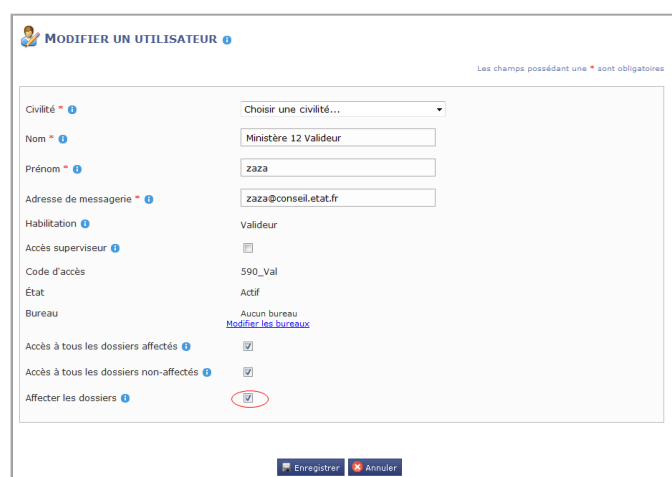 MODIFIER UN UTILISATEUR
Les champs possédant une * sont obligatoires
Civilité * Choisir une civilité...
Nom * Ministère 12 Valideur
Prénom * zaza
Adresse de messagerie * zaza@conseil.etat.fr
Habilitation Valideur
Accès superviseur
Code d'accès 590_Val
État Actif
Bureau Aucun bureau
Modifier les bureaux
Accès à tous les dossiers affectés
Accès à tous les dossiers non-affectés
Affecter les dossiers
Enregistrer Annuler